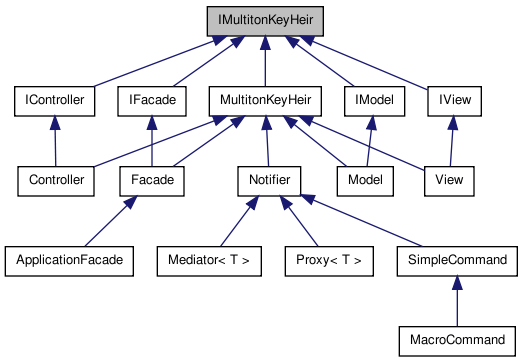 IMultitonKeyHeir
IController
IFacade
MultitonKeyHeir
IModel
IView
Controller
Facade
Notifier
Model
View
ApplicationFacade
Mediator< T >
Proxy< T >
SimpleCommand
MacroCommand